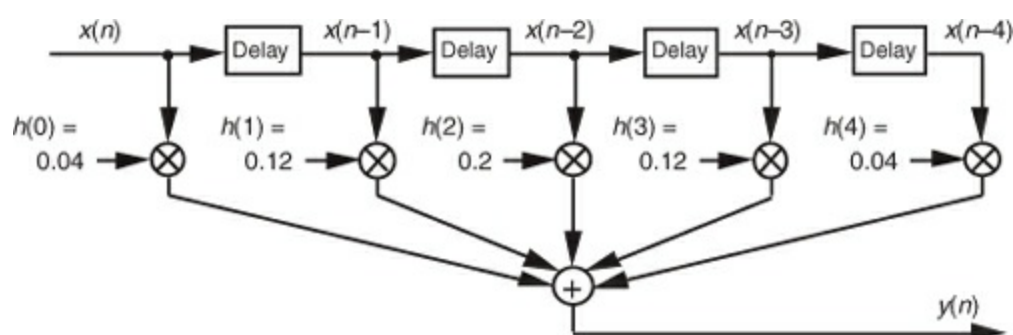 x(n) x(n–1) x(n–2) x(n–3) x(n–4)
Delay Delay Delay Delay
h(0) = h(1) = h(2) = h(3) = h(4) =
0.04 0.12 0.2 0.12 0.04
+
y(n)